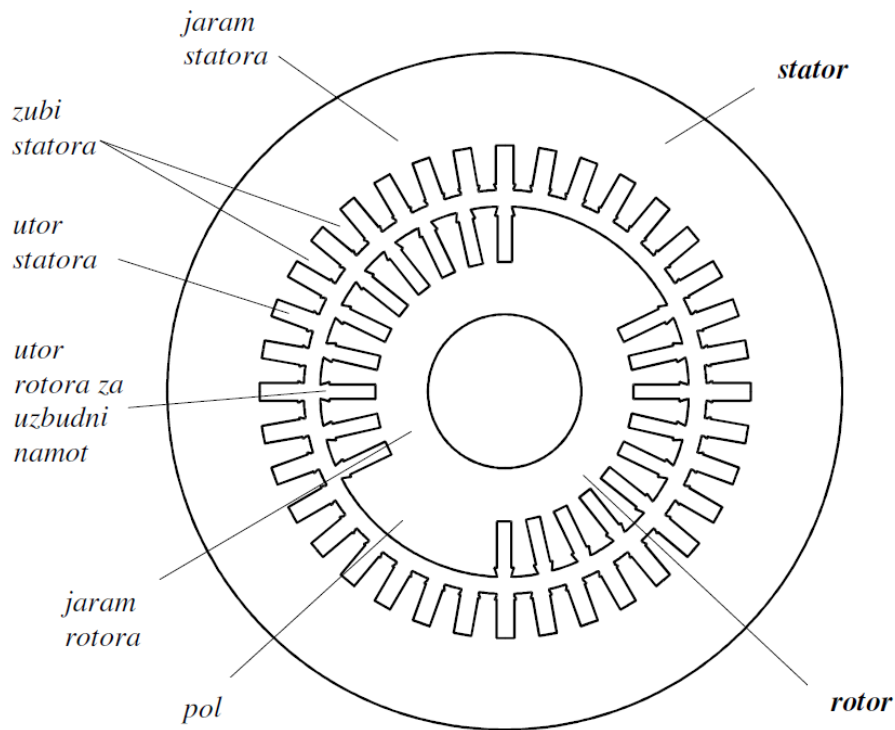 jaram
statora
stator
zubi
statora
utor
statora
utor
rotora za
uzbudni
namot
jaram
rotora
pol
rotor